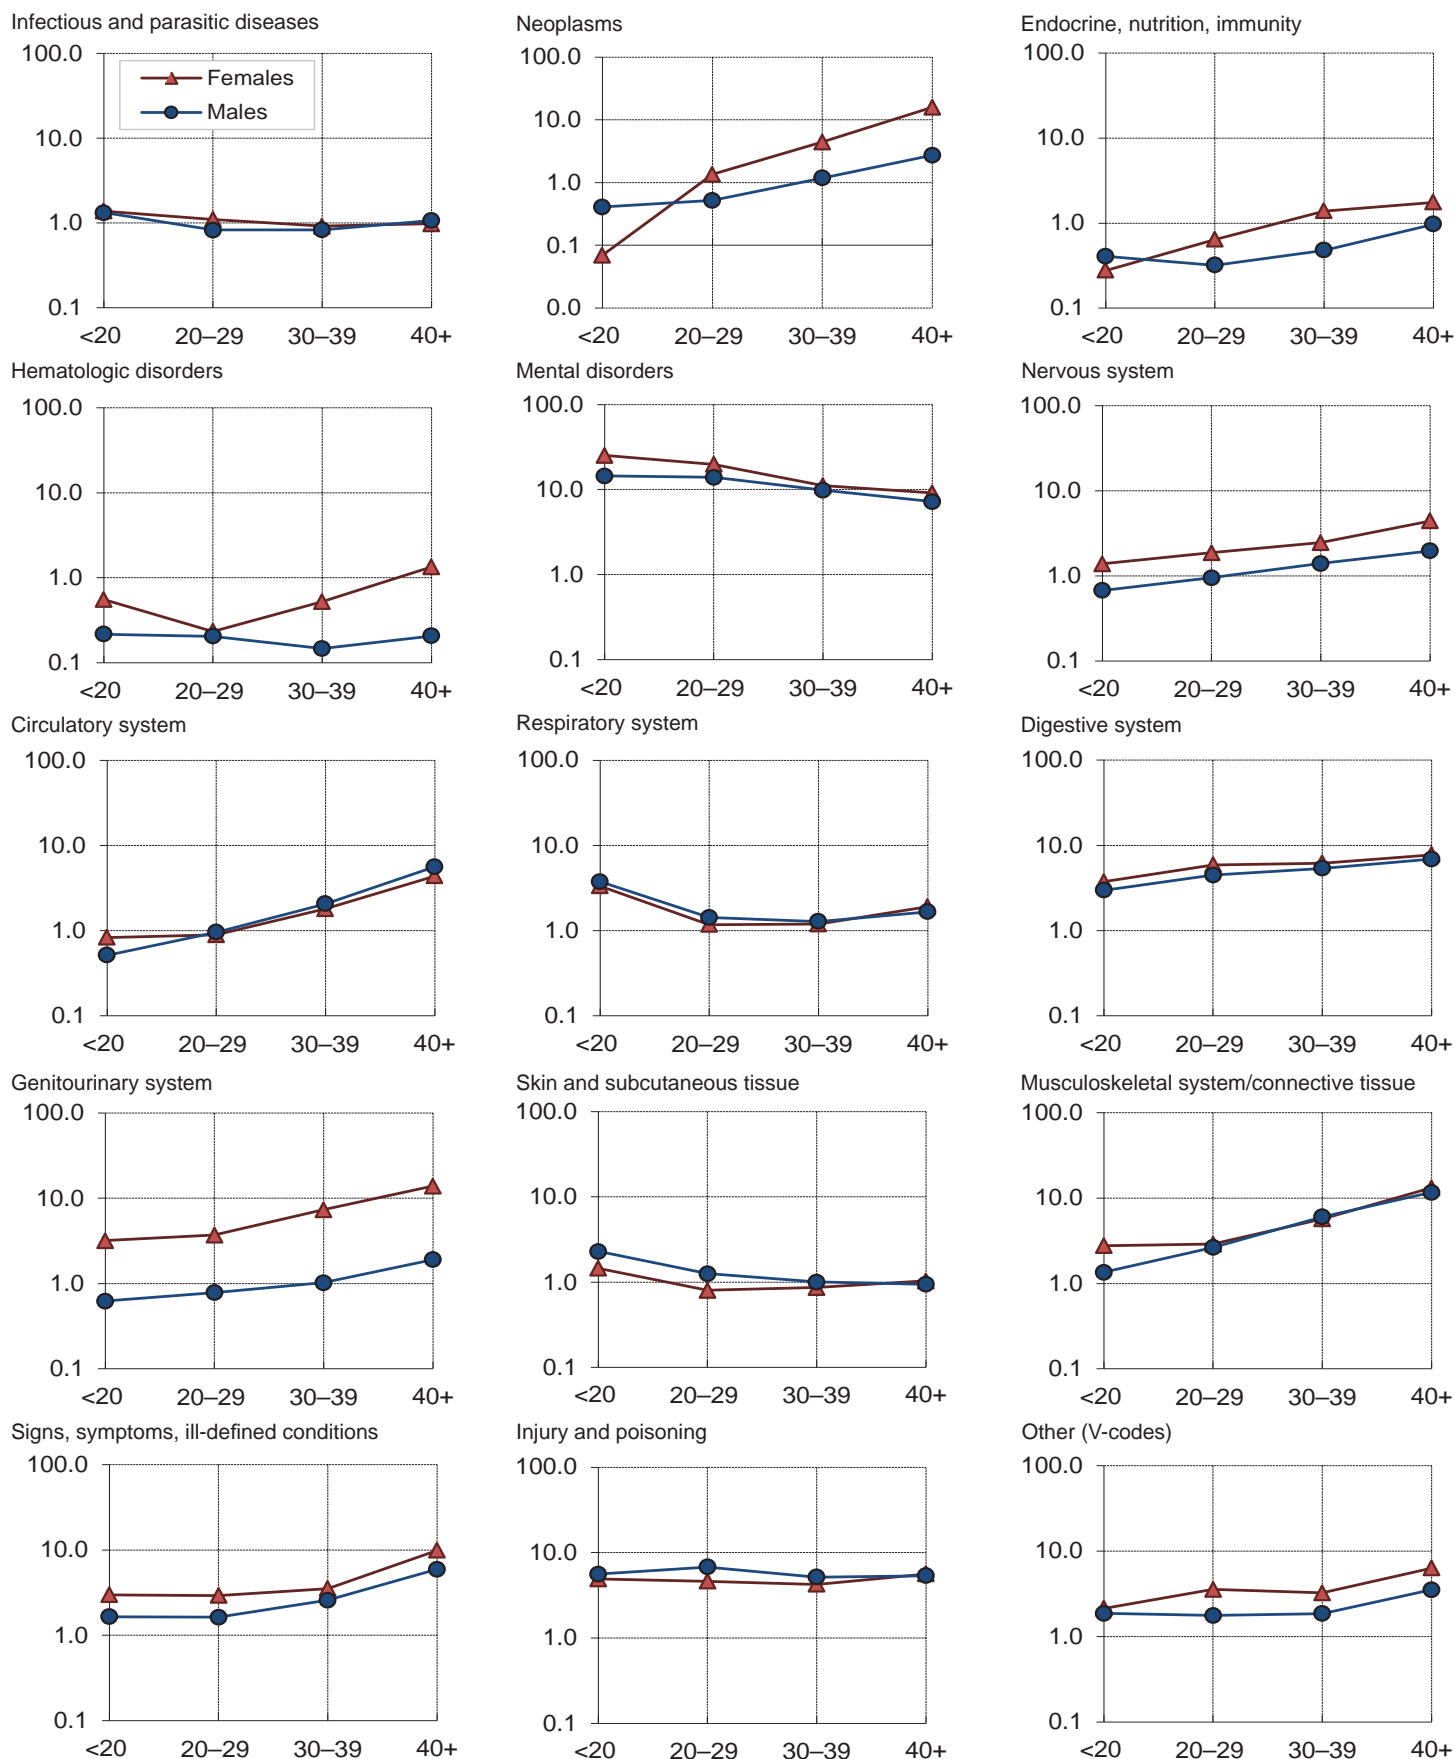 Infectious and parasitic diseases
100.0
10.0
1.0
0.1
Females
Males
<20 20–29 30–39 40+
Neoplasms
100.0
10.0
1.0
0.1
0.0
<20 20–29 30–39 40+
Endocrine, nutrition, immunity
100.0
10.0
1.0
0.1
<20 20–29 30–39 40+
Hematologic disorders
100.0
10.0
1.0
0.1
<20 20–29 30–39 40+
Mental disorders
100.0
10.0
1.0
0.1
<20 20–29 30–39 40+
Nervous system
100.0
10.0
1.0
0.1
<20 20–29 30–39 40+
Circulatory system
100.0
10.0
1.0
0.1
<20 20–29 30–39 40+
Respiratory system
100.0
10.0
1.0
0.1
<20 20–29 30–39 40+
Digestive system
100.0
10.0
1.0
0.1
<20 20–29 30–39 40+
Genitourinary system
100.0
10.0
1.0
0.1
<20 20–29 30–39 40+
Skin and subcutaneous tissue
100.0
10.0
1.0
0.1
<20 20–29 30–39 40+
Musculoskeletal system/connective tissue
100.0
10.0
1.0
0.1
<20 20–29 30–39 40+
Signs, symptoms, ill-defined conditions
100.0
10.0
1.0
0.1
<20 20–29 30–39 40+
Injury and poisoning
100.0
10.0
1.0
0.1
<20 20–29 30–39 40+
Other (V-codes)
100.0
10.0
1.0
0.1
<20 20–29 30–39 40+